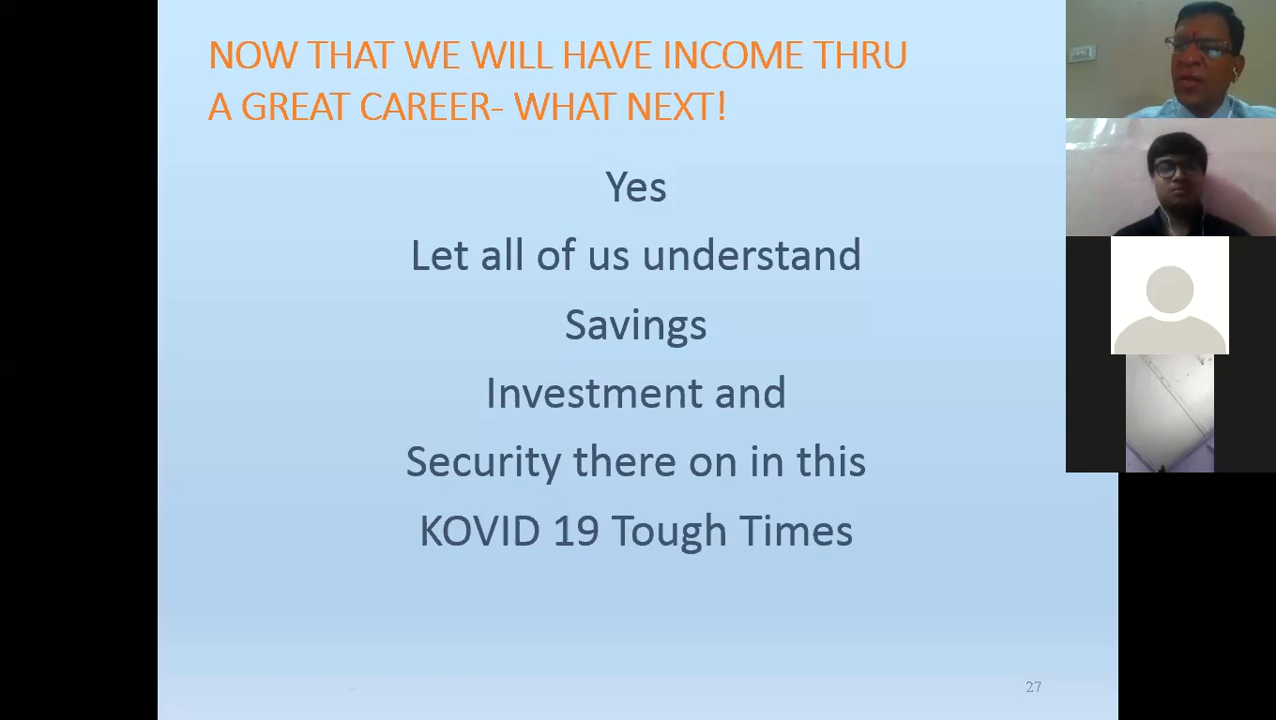 NOW THAT WE WILL HAVE INCOME THRU
A GREAT CAREER- WHAT NEXT!
Yes
Let all of us understand
Savings
Investment and
Security there on in this
KOVID 19 Tough Times
27